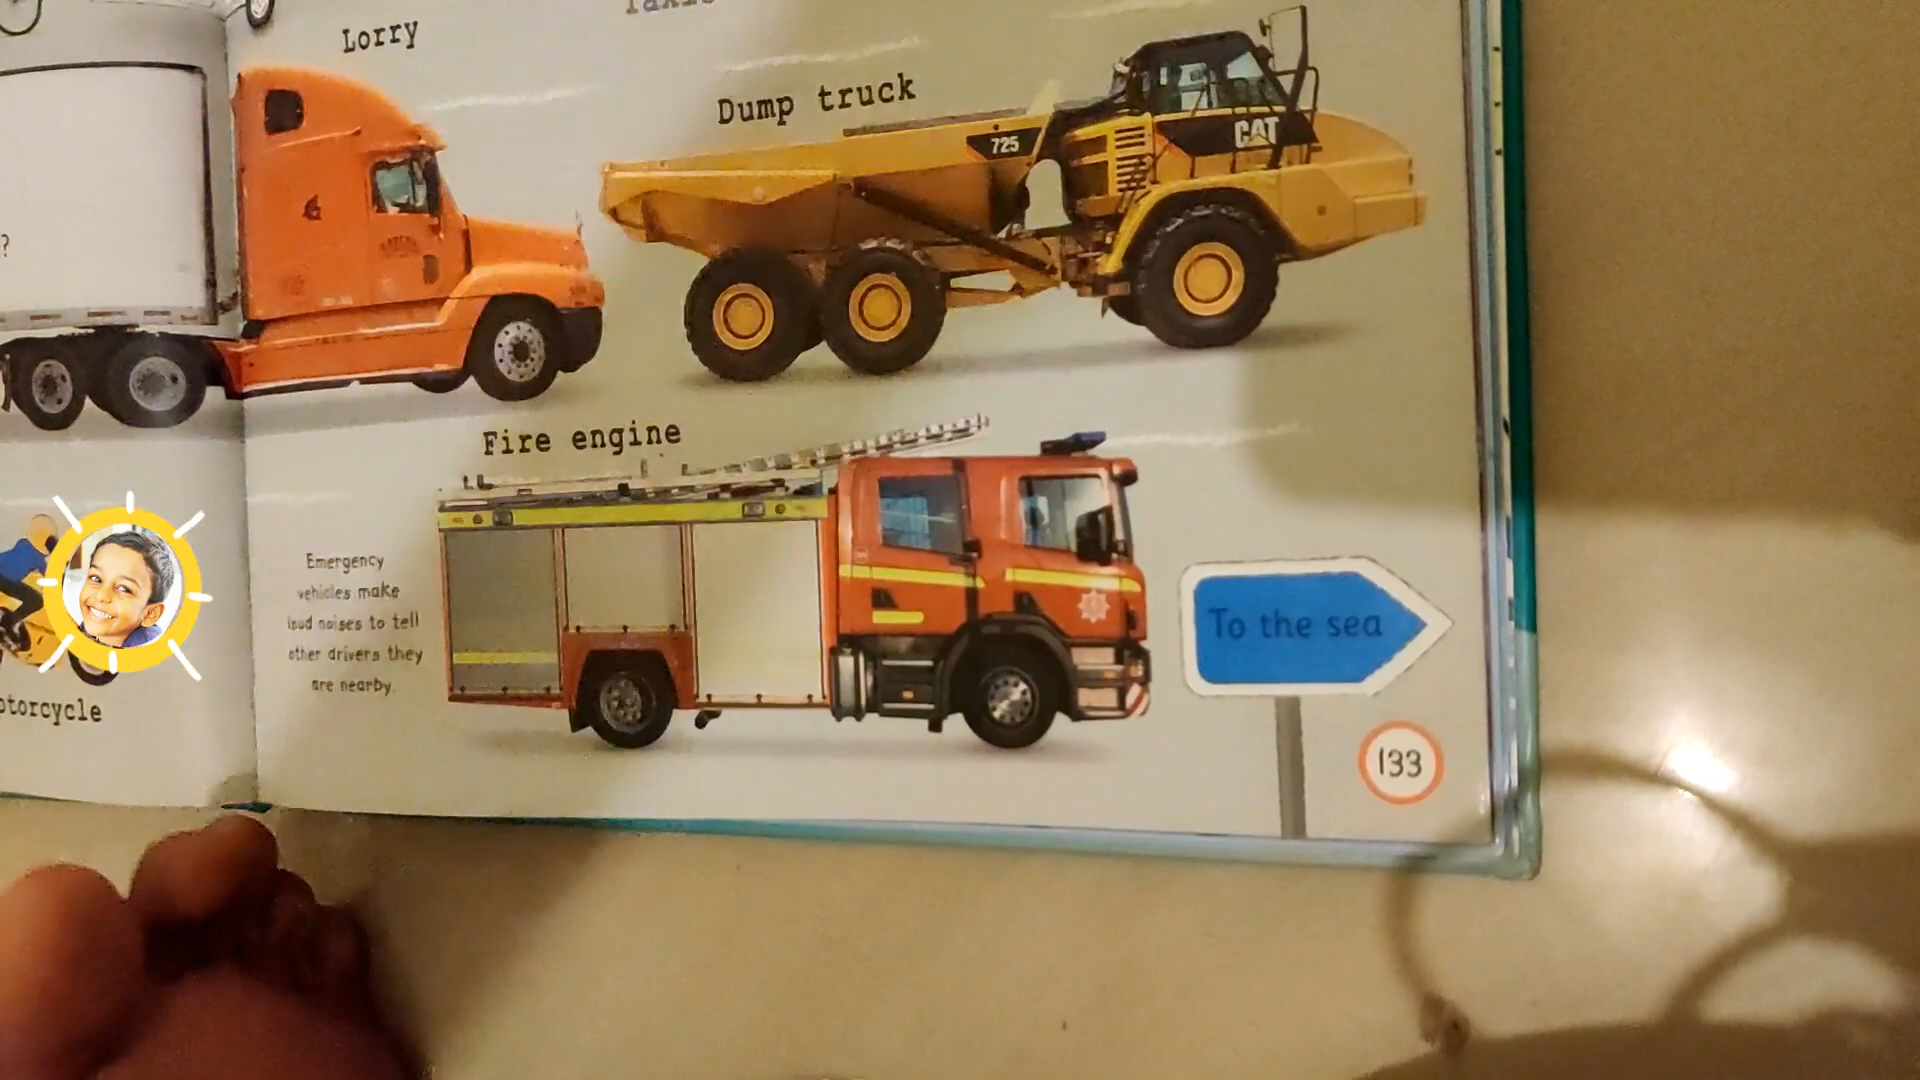 Lorry
Dump truck
725
CAT
Fire engine
Emergency
vehicles make
loud noises to tell
other drivers they
are nearby.
To the sea
133